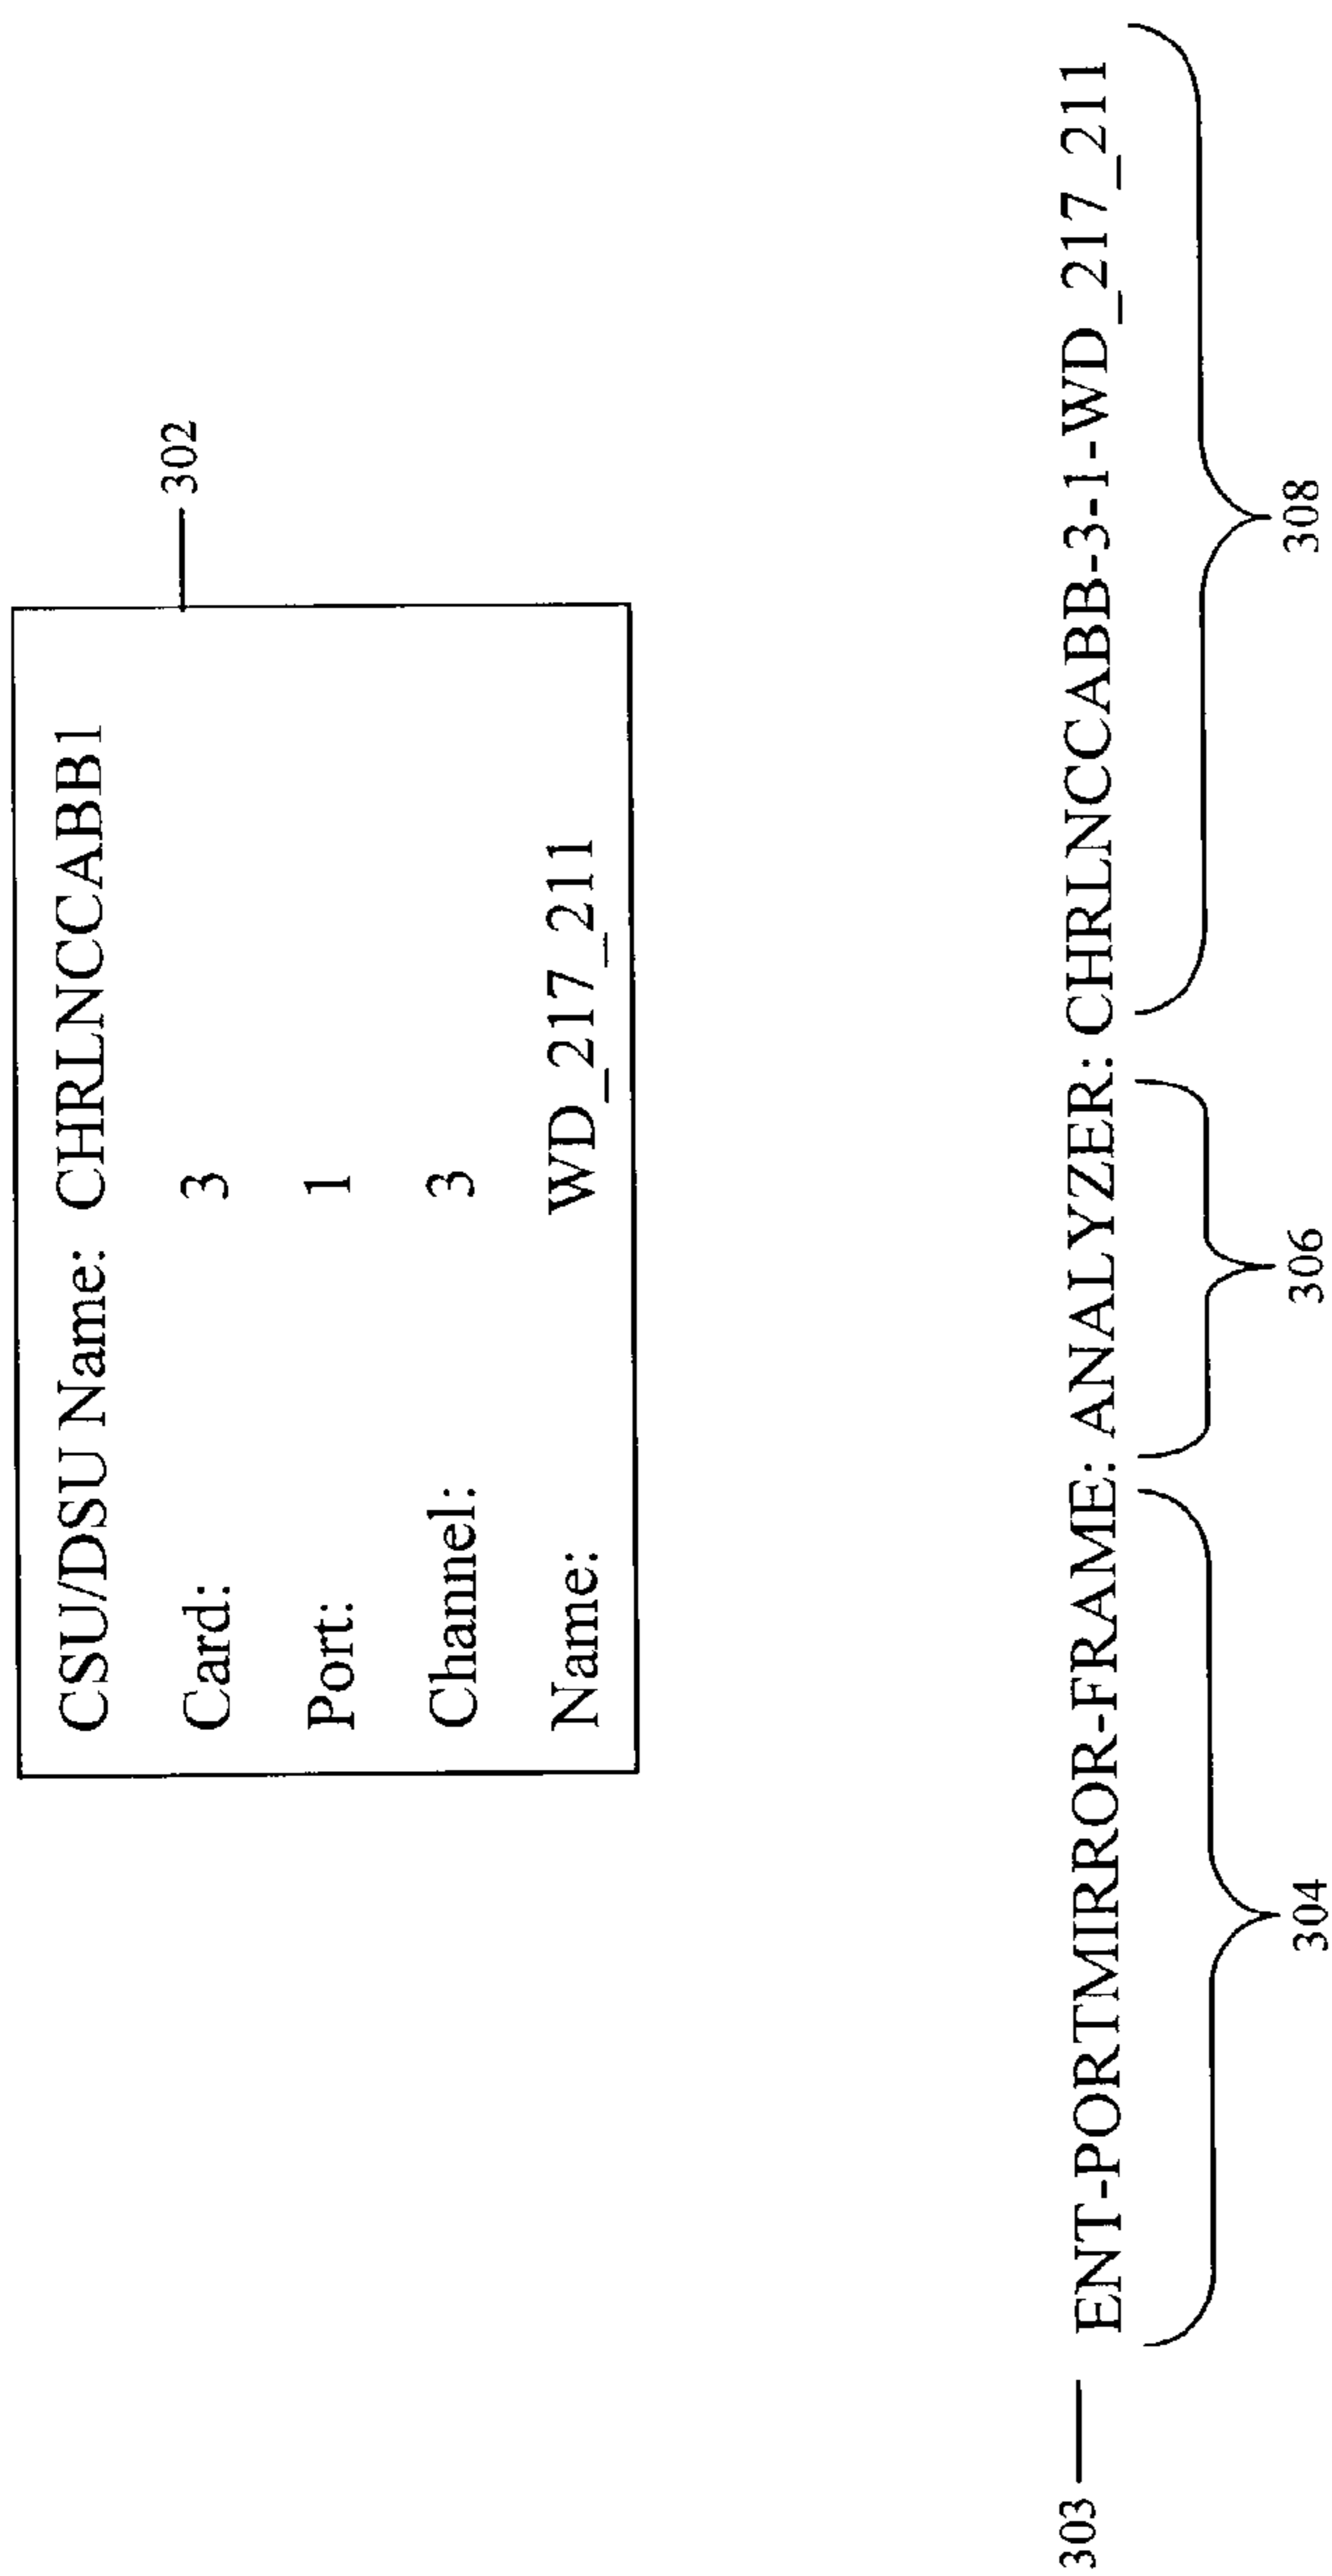 CSU/DSU Name: CHRLNCCABB1
Card: 3
Port: 1
Channel: 3
Name: WD_217_211
302
303
ENT-PORTMIRROR-FRAME: ANALYZER: CHRLNCCABB-3-1-WD_217_211
304 306 308